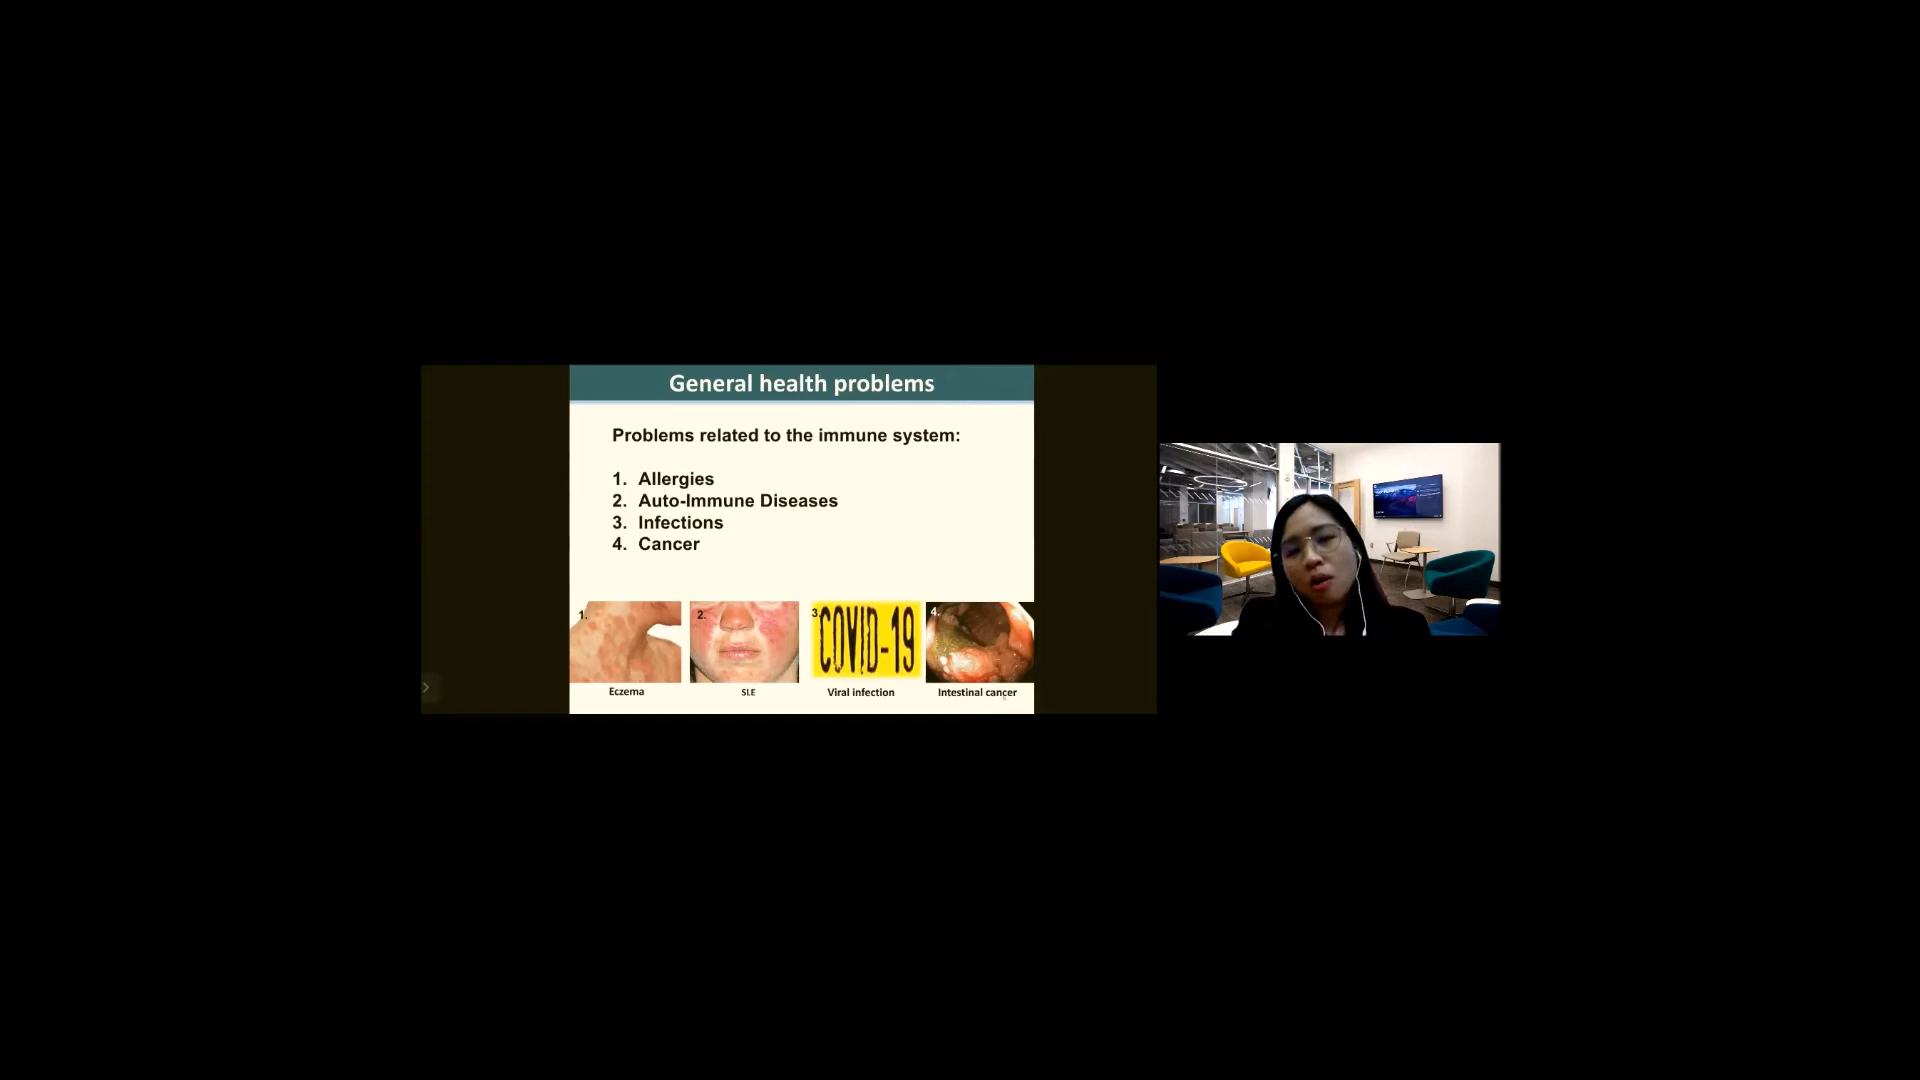 General health problems
Problems related to the immune system:
1. Allergies
2. Auto-Immune Diseases
3. Infections
4. Cancer
1.
2.
3.
COVID-19
4.
Eczema
SLE
Viral infection
Intestinal cancer